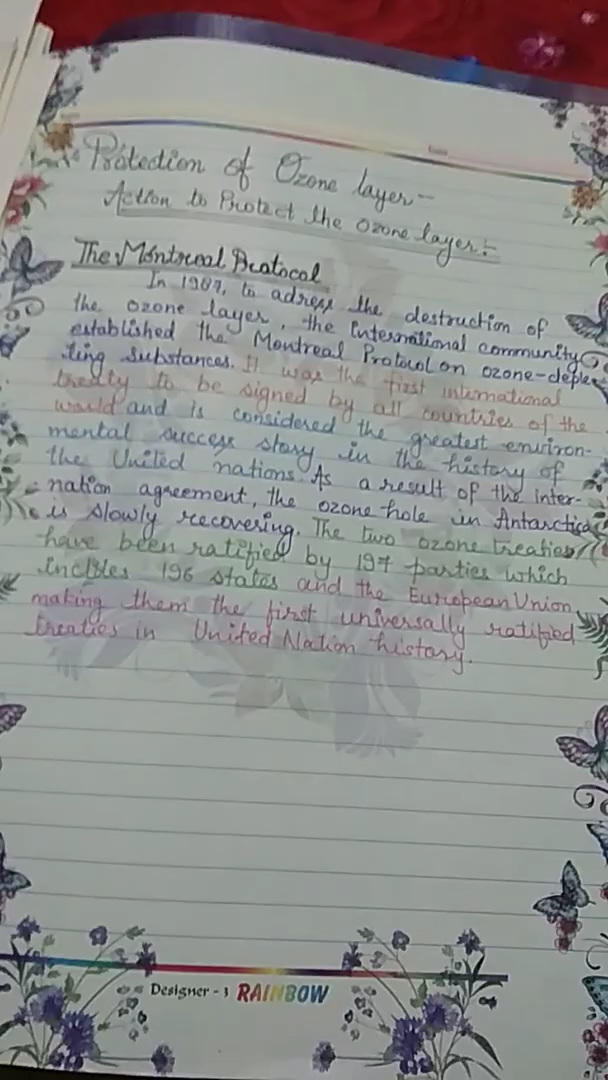 Protection of Ozone layer-
Action to Protect the ozone layer:
The Montreal Protocol
In 1987, to adress the destruction of
the ozone layer, the international community
established the Montreal Protocol on ozone-deple-
ting substances. It was the first international
treaty to be signed by all countries of the
world and is considered the greatest environ-
mental success story in the history of
the United nations. As a result of the inter-
nation agreement, the ozone hole in Antarctica
is slowly recovering. The two ozone treaties
have been ratified by 197 parties which
includes 196 states and the European Union,
making them the first universally ratified
treaties in United Nation history.
Designer - 3 RAINBOW